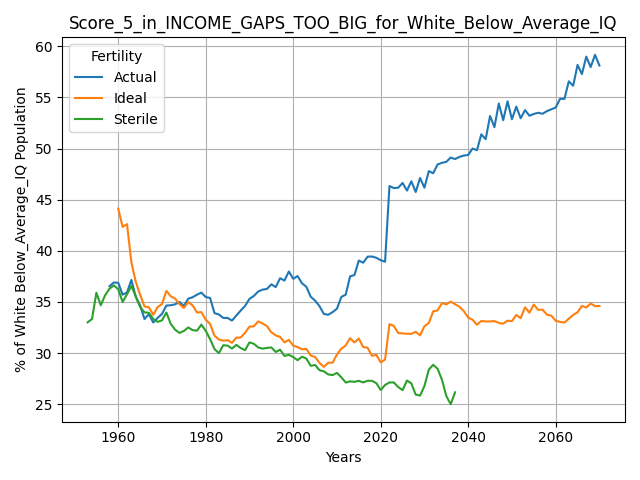 Score_5_in_INCOME_GAPS_TOO_BIG_for_White_Below_Average_IQ
Fertility
Actual
Ideal
Sterile
% of White Below_Average_IQ Population
60
55
50
45
40
35
30
25
1960
1980
2000
2020
2040
2060
Years